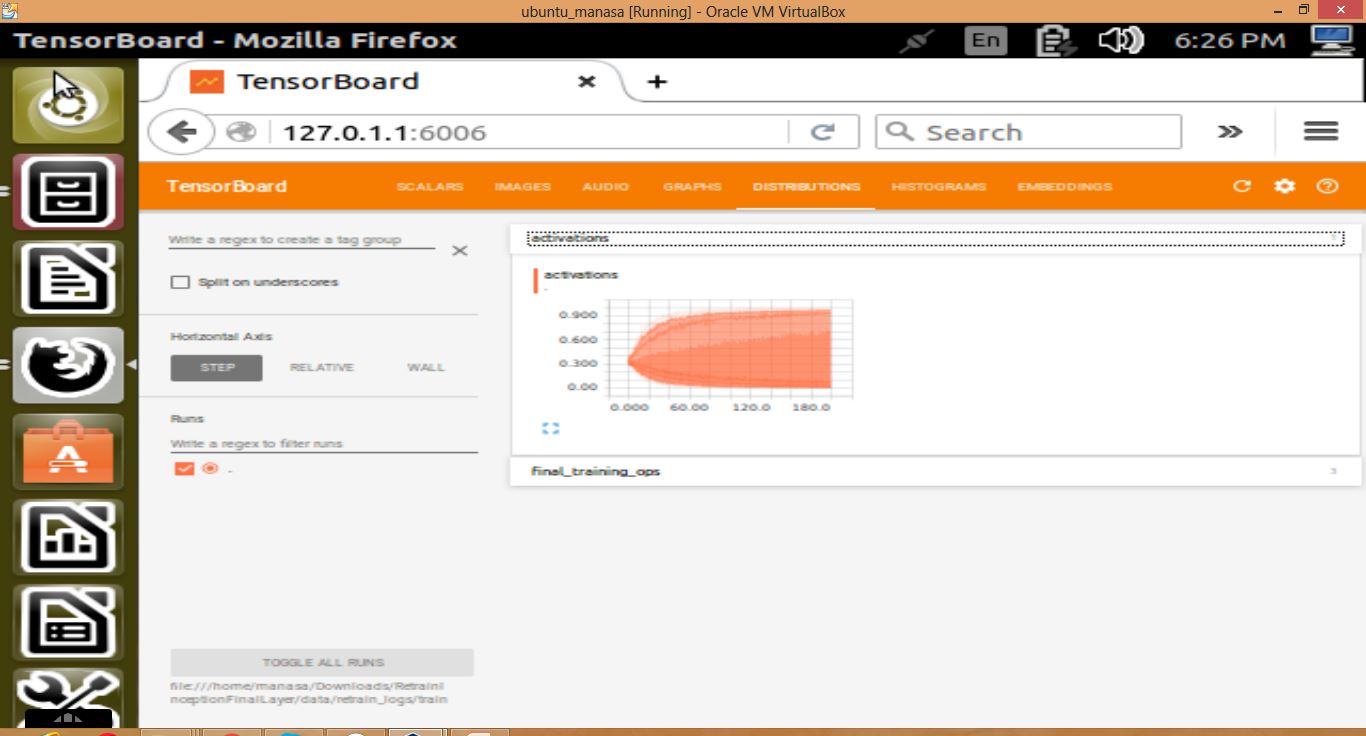 ubuntu_manasa [Running] - Oracle VM VirtualBox
TensorBoard - Mozilla Firefox
En
6:26 PM
TensorBoard
127.0.1.1:6006
Search
TensorBoard
SCALARS
IMAGES
AUDIO
GRAPHS
DISTRIBUTIONS
HISTOGRAMS
EMBEDDINGS
Write a regex to create a tag group
Split on underscores
Horizontal Axis
STEP
RELATIVE
WALL
Runs
Write a regex to filter runs
.
TOGGLE ALL RUNS
file:///home/manasa/Downloads/RetrainI
nceptionFinalLayer/data/retrain_logs/train
activations
activations
.
0.900
0.600
0.300
0.00
0.000 60.00 120.0 180.0
final_training_ops
3